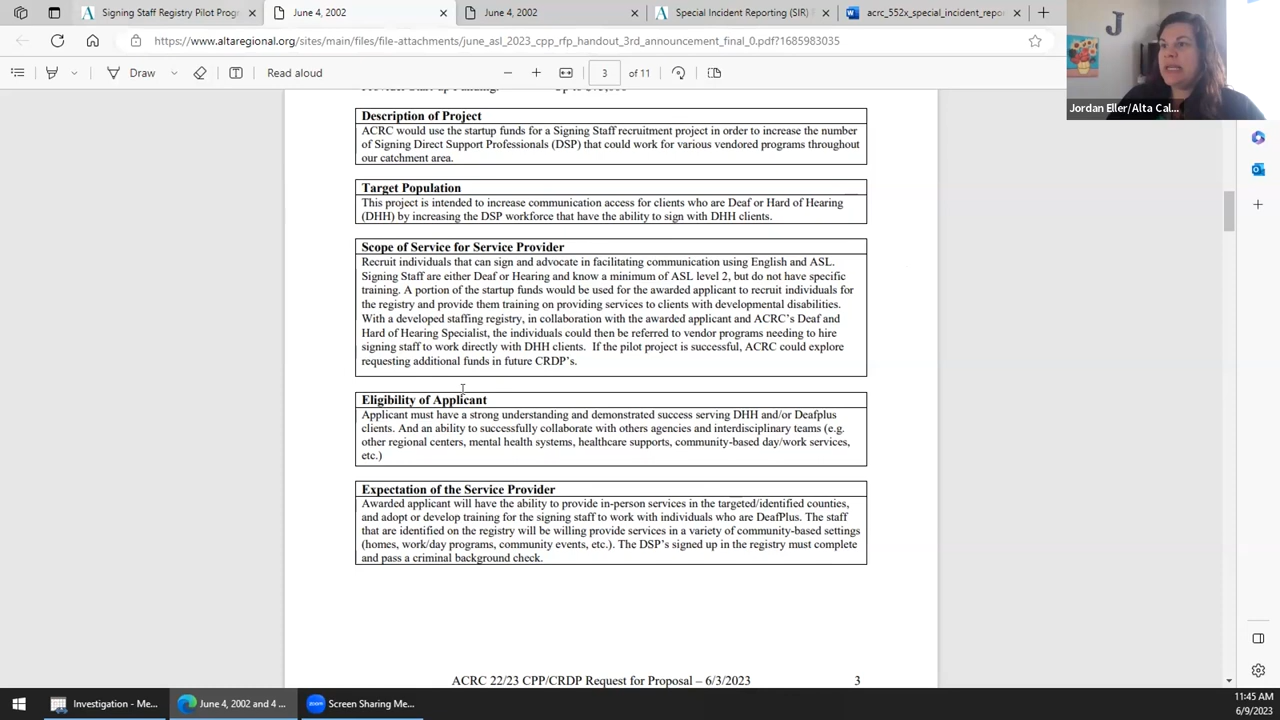 Signing Staff Registry Pilot Prog
June 4, 2002
June 4, 2002
Special Incident Reporting (SIR)
acrc_552x_special_incident_repo
https://www.altaregional.org/sites/main/files/file-attachments/june_asl_2023_cpp_rfp_handout_3rd_announcement_final_0.pdf?1685983035
Draw
Read aloud
3
of 11
J
Jordan Eller/Alta Cal...
Description of Project
ACRC would use the startup funds for a Signing Staff recruitment project in order to increase the number
of Signing Direct Support Professionals (DSP) that could work for various vendored programs throughout
our catchment area.
Target Population
This project is intended to increase communication access for clients who are Deaf or Hard of Hearing
(DHH) by increasing the DSP workforce that have the ability to sign with DHH clients.
Scope of Service for Service Provider
Recruit individuals that can sign and advocate in facilitating communication using English and ASL.
Signing Staff are either Deaf or Hearing and know a minimum of ASL level 2, but do not have specific
training. A portion of the startup funds would be used for the awarded applicant to recruit individuals for
the registry and provide them training on providing services to clients with developmental disabilities.
With a developed staffing registry, in collaboration with the awarded applicant and ACRC's Deaf and
Hard of Hearing Specialist, the individuals could then be referred to vendor programs needing to hire
signing staff to work directly with DHH clients. If the pilot project is successful, ACRC could explore
requesting additional funds in future CRDP's.
Eligibility of Applicant
Applicant must have a strong understanding and demonstrated success serving DHH and/or Deafplus
clients. And an ability to successfully collaborate with others agencies and interdisciplinary teams (e.g.
other regional centers, mental health systems, healthcare supports, community-based day/work services,
etc.)
Expectation of the Service Provider
Awarded applicant will have the ability to provide in-person services in the targeted/identified counties,
and adopt or develop training for the signing staff to work with individuals who are DeafPlus. The staff
that are identified on the registry will be willing provide services in a variety of community-based settings
(homes, work/day programs, community events, etc.). The DSP's signed up in the registry must complete
and pass a criminal background check.
ACRC 22/23 CPP/CRDP Request for Proposal – 6/3/2023
3
Investigation - Me...
June 4, 2002 and 4 ...
zoom
Screen Sharing Me...
11:45 AM
6/9/2023